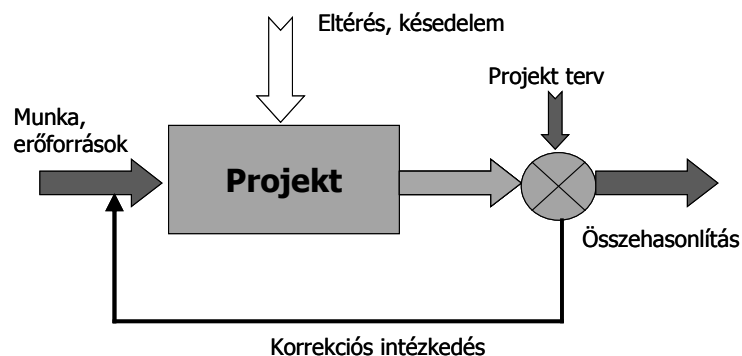 Eltérés, késedelem
Projekt terv
Munka,
erőforrások
Projekt
Összehasonlítás
Korrekciós intézkedés